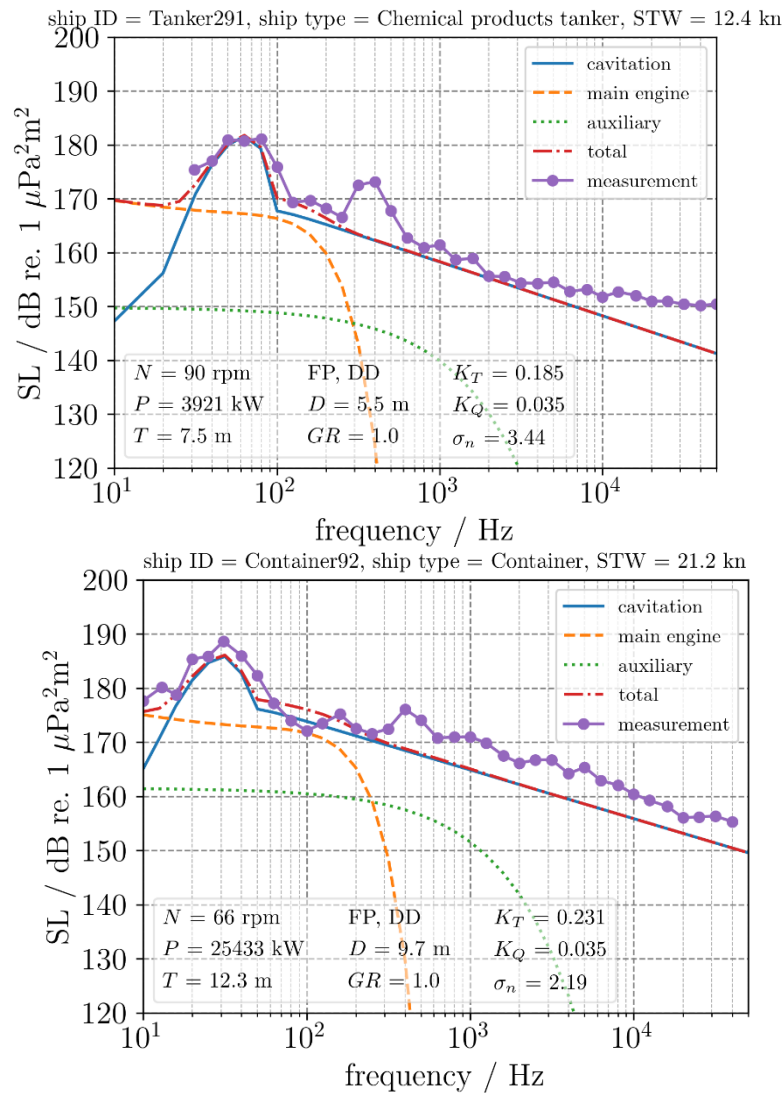 ship ID = Tanker291, ship type = Chemical products tanker, STW = 12.4 kn
200
190
180
170
160
150
140
130
120
SL / dB re. 1 μPa²m²
cavitation
main engine
auxiliary
total
measurement
N = 90 rpm FP, DD K_T = 0.185
P = 3921 kW D = 5.5 m K_Q = 0.035
T = 7.5 m GR = 1.0 σ_n = 3.44
10¹ 10² 10³ 10⁴
frequency / Hz
ship ID = Container92, ship type = Container, STW = 21.2 kn
200
190
180
170
160
150
140
130
120
SL / dB re. 1 μPa²m²
cavitation
main engine
auxiliary
total
measurement
N = 66 rpm FP, DD K_T = 0.231
P = 25433 kW D = 9.7 m K_Q = 0.035
T = 12.3 m GR = 1.0 σ_n = 2.19
10¹ 10² 10³ 10⁴
frequency / Hz